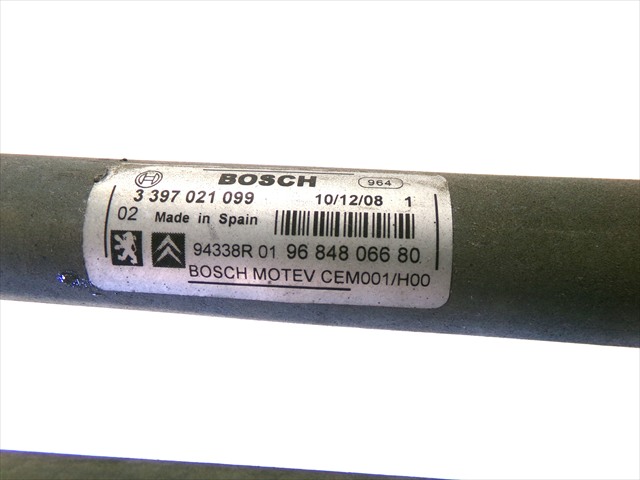 BOSCH 964
3 397 021 099 10/12/08 1
02 Made in Spain
94338R 01 96 848 066 80
BOSCH MOTEV CEM001/H00